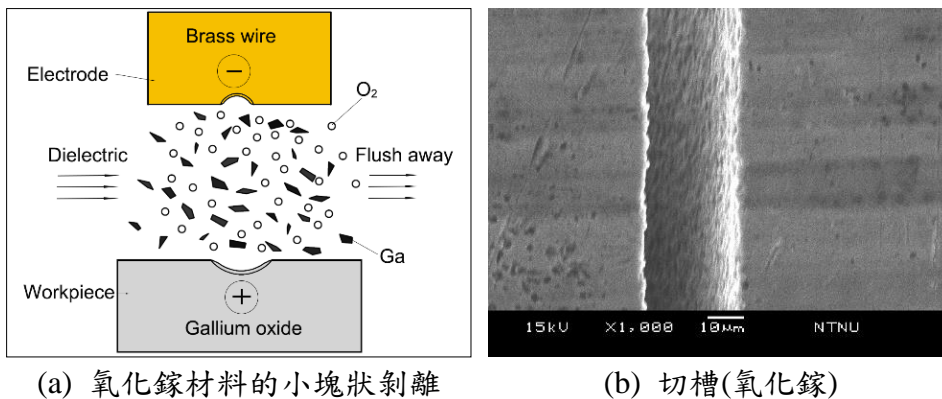 Brass wire
−
Electrode
O₂
Dielectric
Flush away
Ga
Workpiece
+
Gallium oxide
15kV ×1,000 10μm NTNU
(a) 氧化鎵材料的小塊狀剝離
(b) 切槽(氧化鎵)